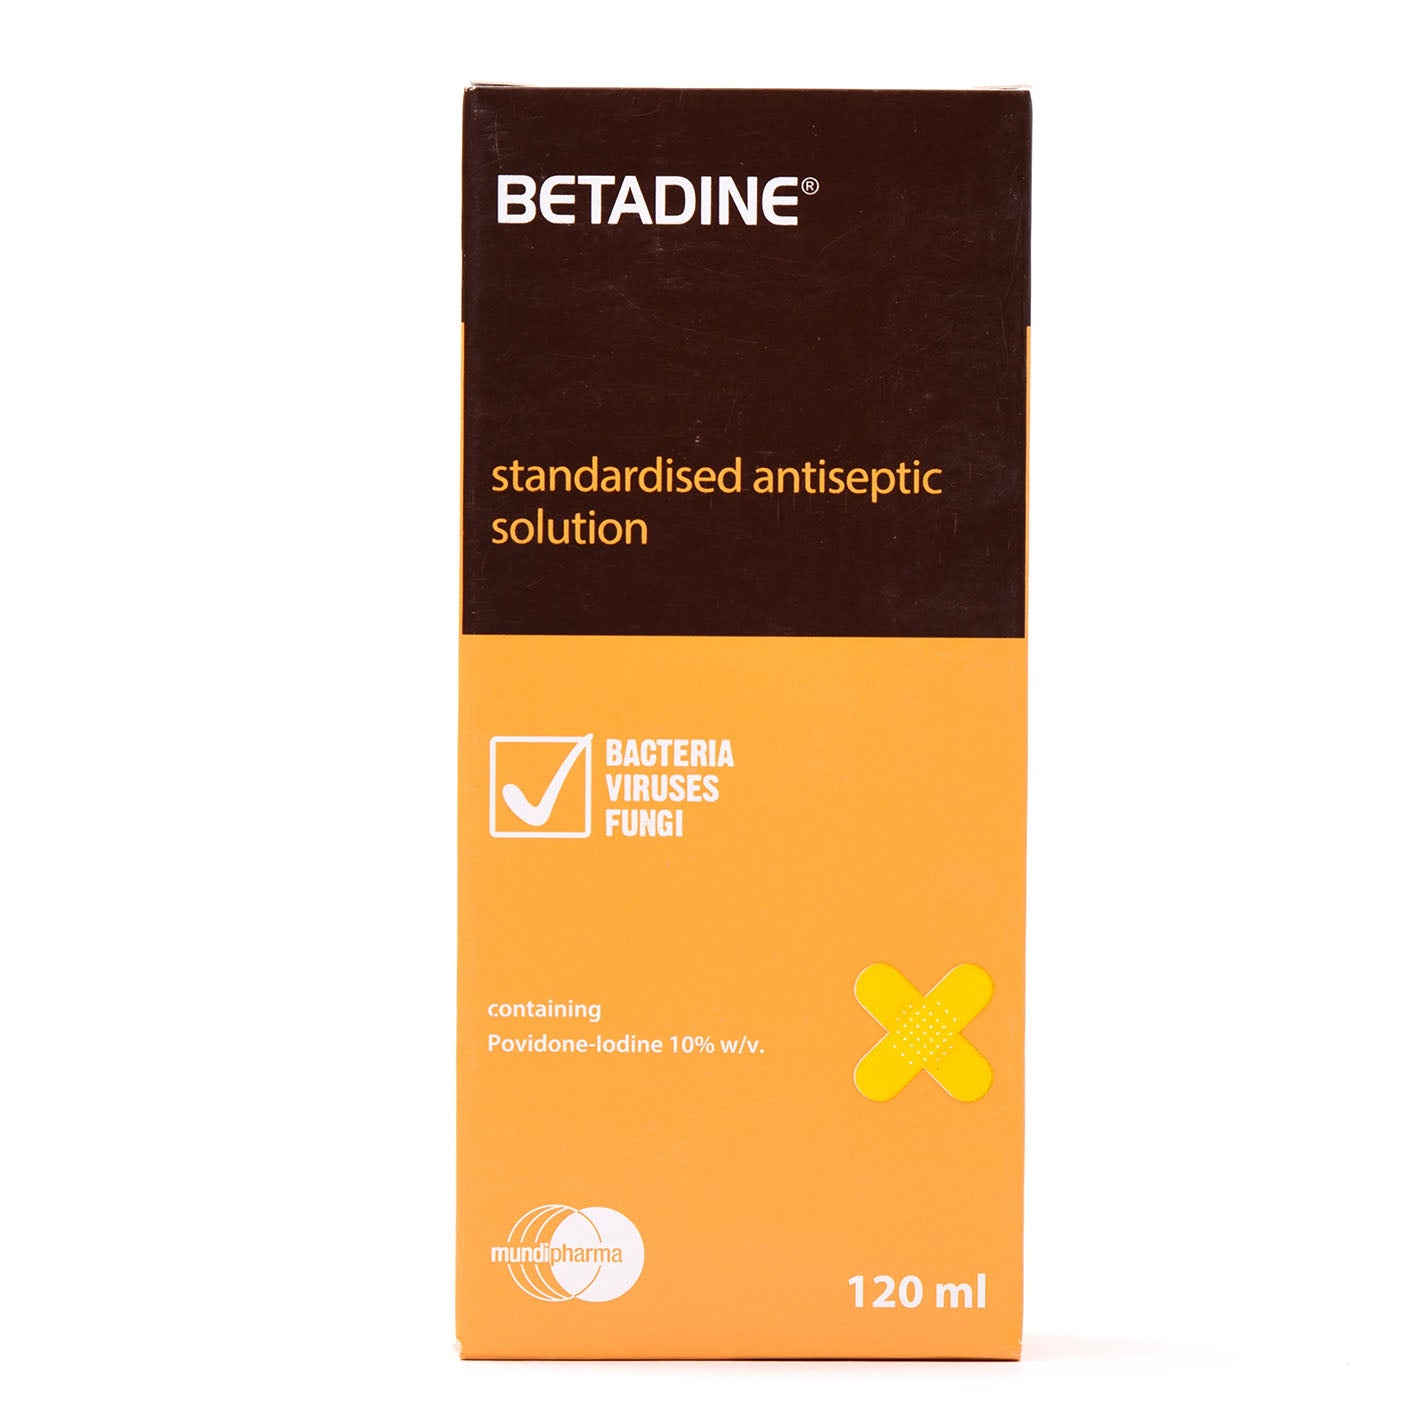 BETADINE®
standardised antiseptic
solution
BACTERIA
VIRUSES
FUNGI
containing
Povidone-Iodine 10% w/v.
mundipharma
120 ml